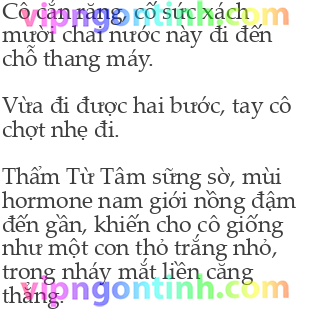 Cô cắn răng, cố sức xách
vipngontinh.com
mười chai nước này đi đến
chỗ thang máy.
Vừa đi được hai bước, tay cô
chợt nhẹ đi.
Thẩm Từ Tâm sững sờ, mùi
hormone nam giới nồng đậm
đến gần, khiến cho cô giống
như một con thỏ trắng nhỏ,
trong nháy mắt liền căng
thẳng.
vipngontinh.com